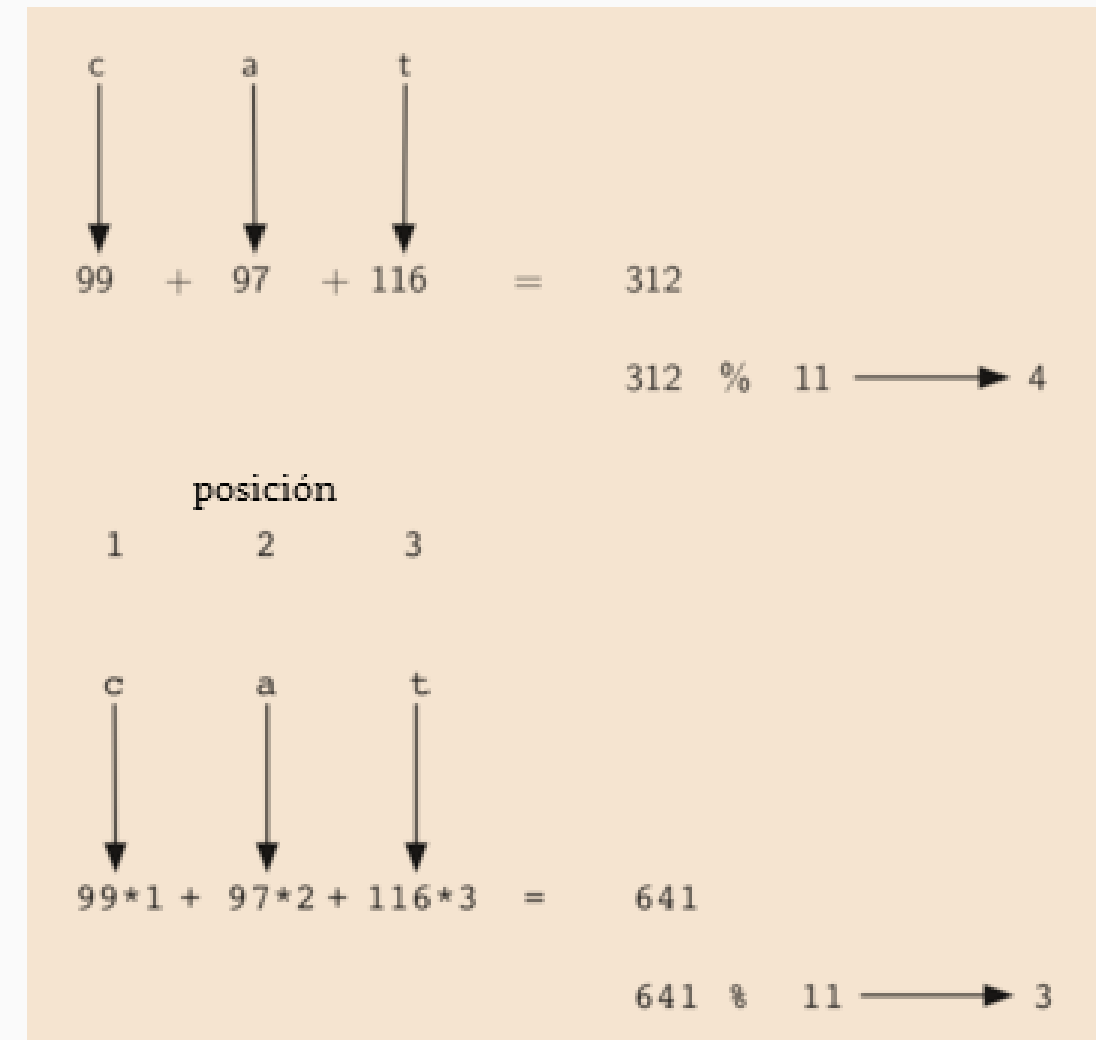 c a t
99 + 97 + 116 = 312
312 % 11 4
posición
1 2 3
c a t
99*1 + 97*2 + 116*3 = 641
641 % 11 3